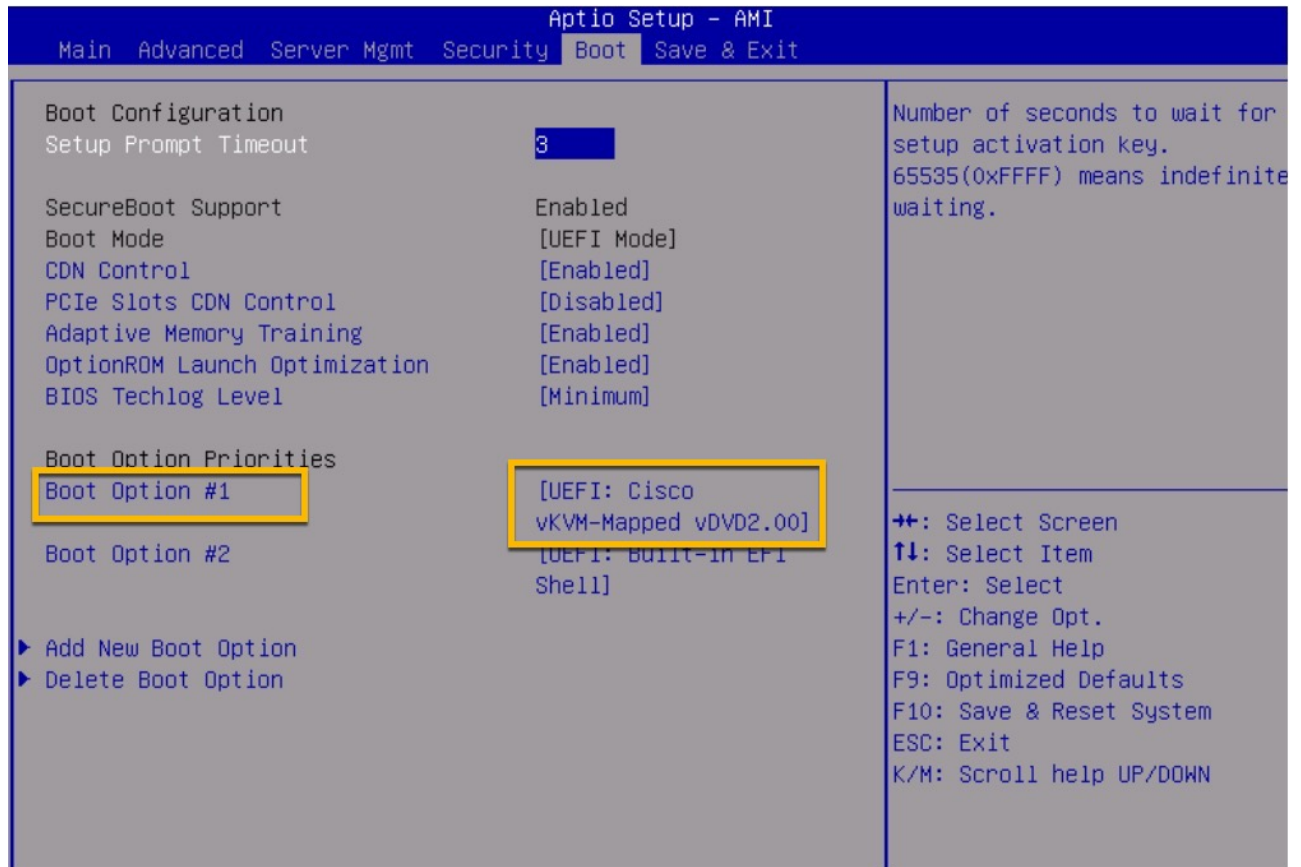 Aptio Setup – AMI
Main Advanced Server Mgmt Security Boot Save & Exit
Boot Configuration
Setup Prompt Timeout 3
SecureBoot Support Enabled
Boot Mode [UEFI Mode]
CDN Control [Enabled]
PCIe Slots CDN Control [Disabled]
Adaptive Memory Training [Enabled]
OptionROM Launch Optimization [Enabled]
BIOS Techlog Level [Minimum]
Boot Option Priorities
Boot Option #1 [UEFI: Cisco
vKVM-Mapped vDVD2.00]
Boot Option #2 [UEFI: Built-in EFI
Shell]
Add New Boot Option
Delete Boot Option
Number of seconds to wait for
setup activation key.
65535(0xFFFF) means indefinite
waiting.
→←: Select Screen
↑↓: Select Item
Enter: Select
+/-: Change Opt.
F1: General Help
F9: Optimized Defaults
F10: Save & Reset System
ESC: Exit
K/M: Scroll help UP/DOWN